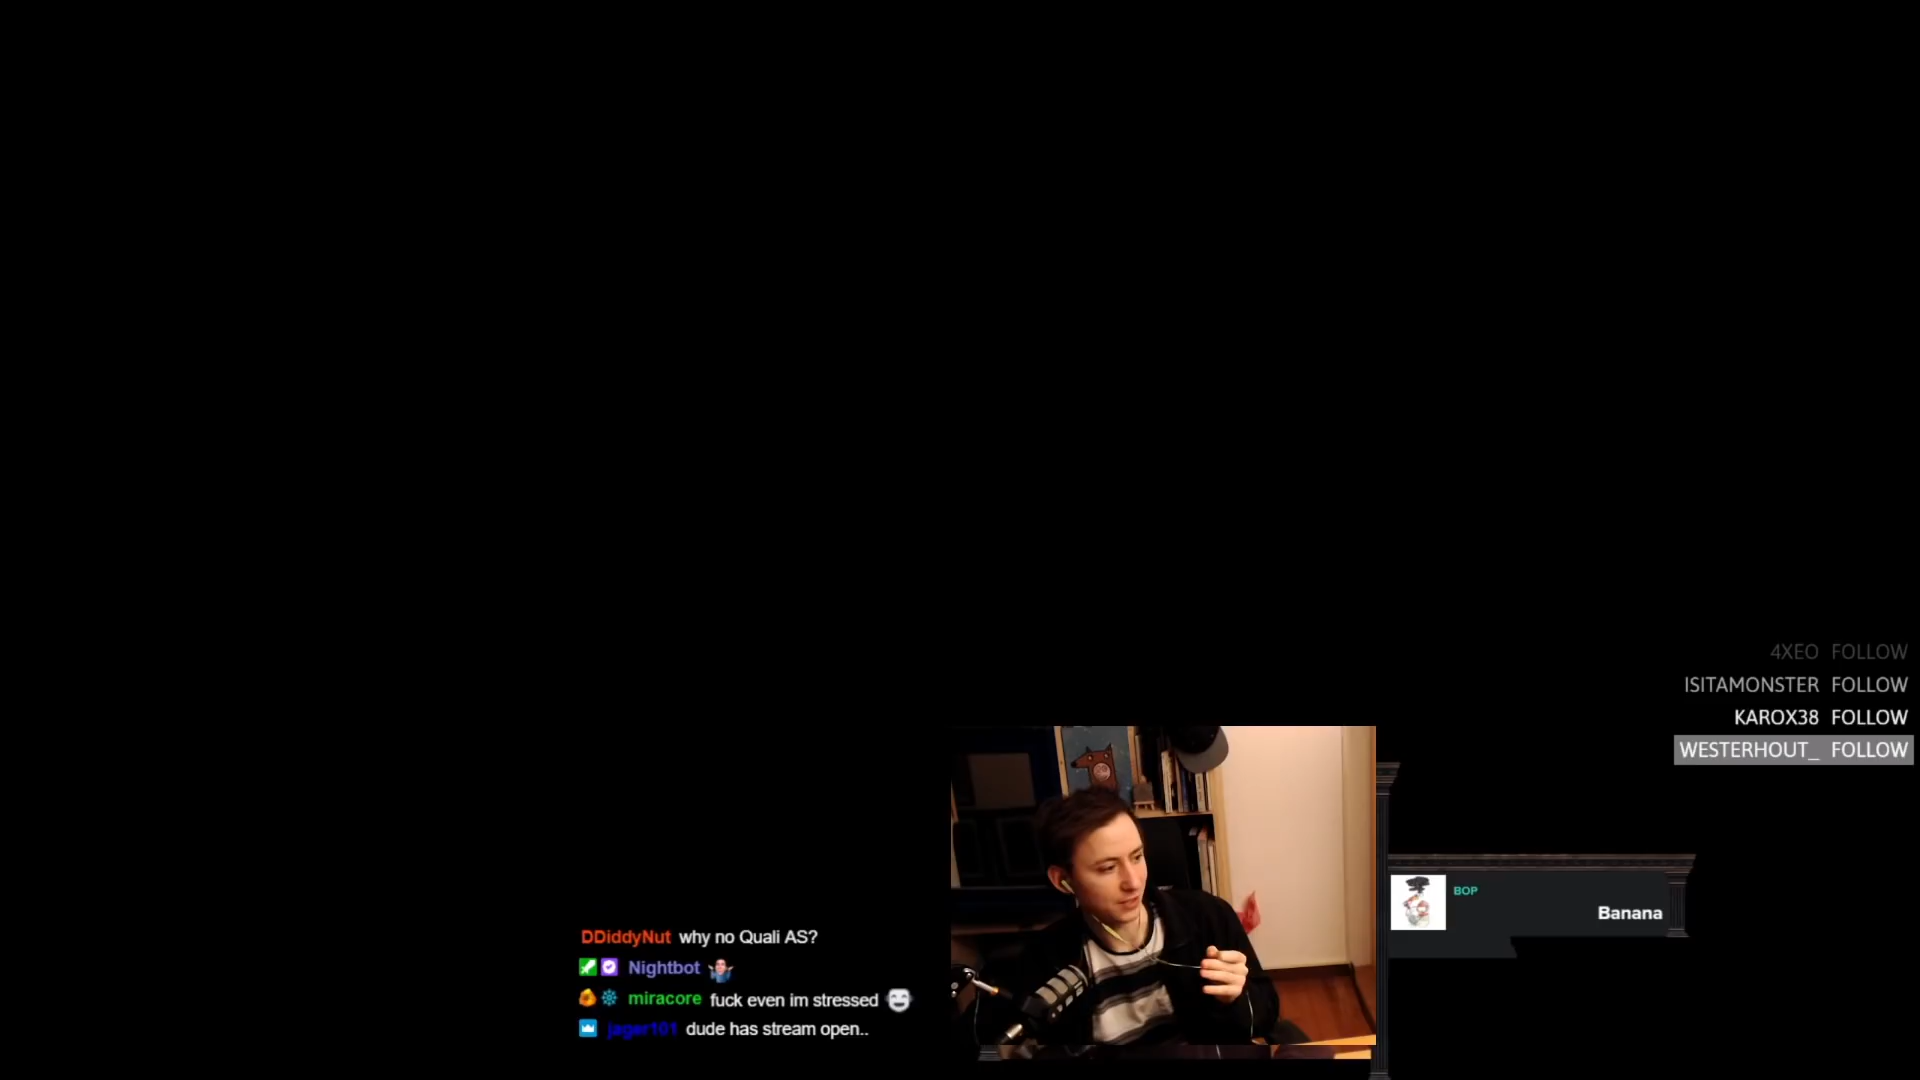 4XEO FOLLOW
ISITAMONSTER FOLLOW
KAROX38 FOLLOW
WESTERHOUT_ FOLLOW
BOP
Banana
DDiddyNut why no Quali AS?
Nightbot
miracore fuck even im stressed
jager101 dude has stream open..